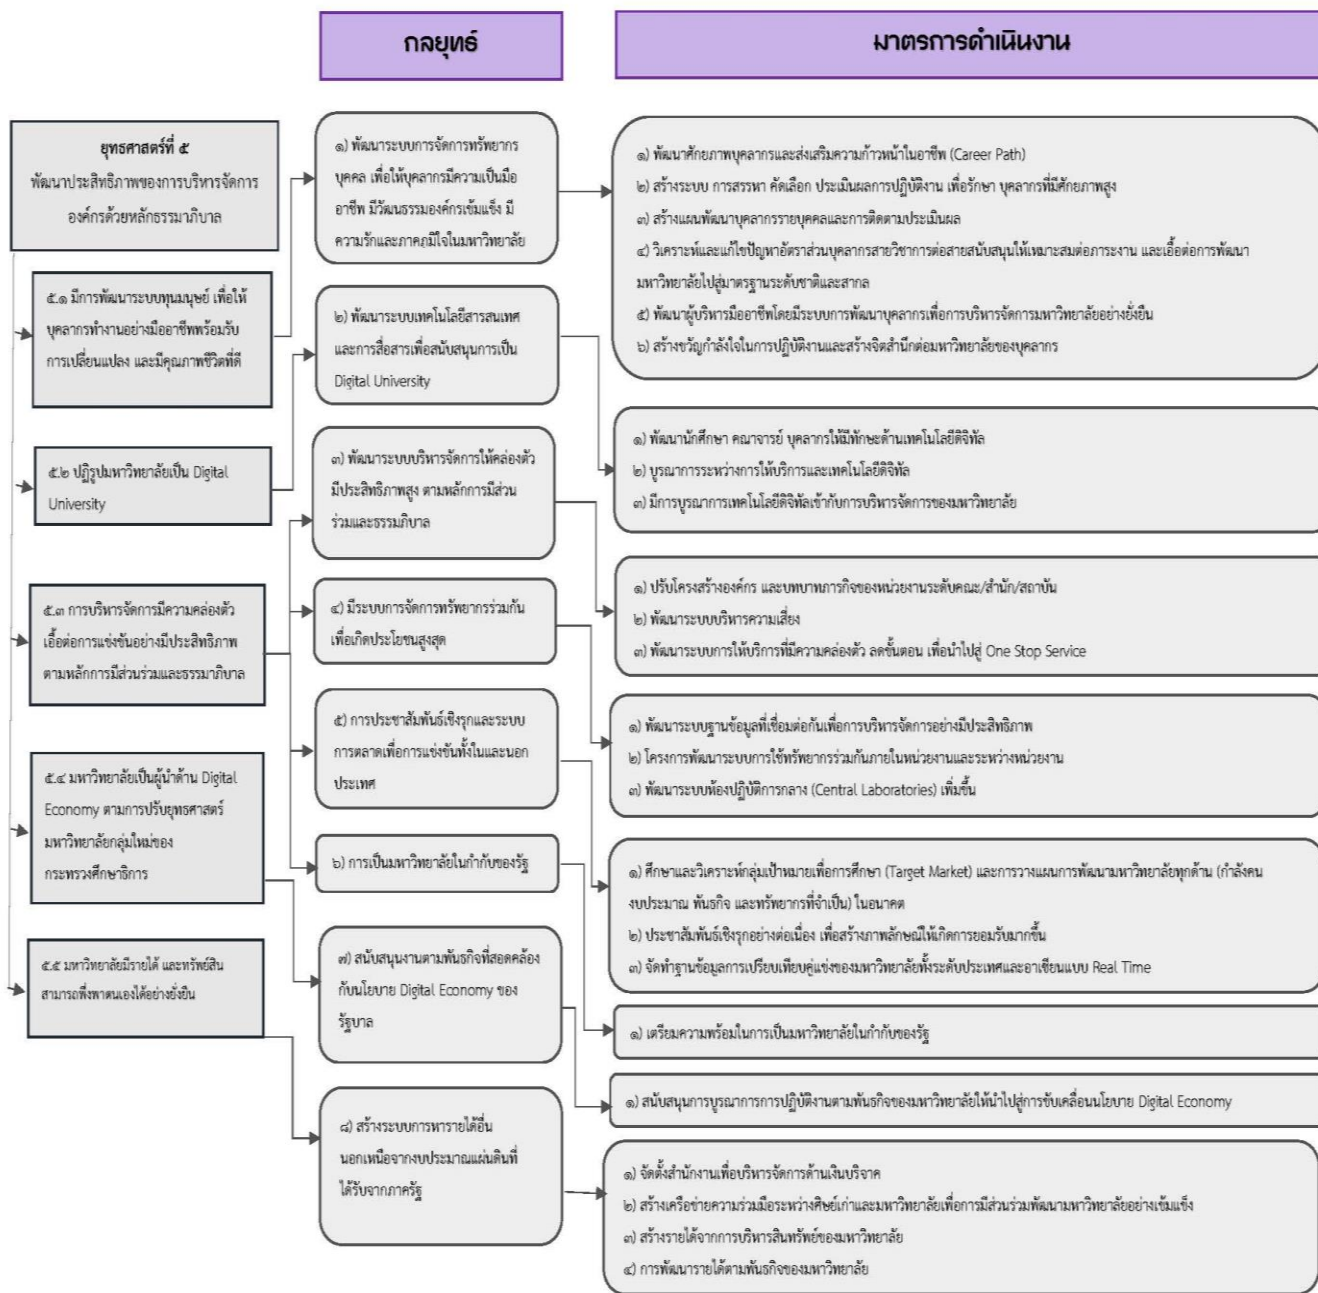 กลยุทธ์
มาตรการดำเนินงาน
ยุทธศาสตร์ที่ ๕
พัฒนาประสิทธิภาพของการบริหารจัดการ
องค์กรด้วยหลักธรรมาภิบาล
๕.๑ มีการพัฒนาระบบทุนมนุษย์ เพื่อให้
บุคลากรทำงานอย่างมืออาชีพพร้อมรับ
การเปลี่ยนแปลง และมีคุณภาพชีวิตที่ดี
๕.๒ ปฏิรูปมหาวิทยาลัยเป็น Digital
University
๕.๓ การบริหารจัดการมีความคล่องตัว
เอื้อต่อการแข่งขันอย่างมีประสิทธิภาพ
ตามหลักการมีส่วนร่วมและธรรมาภิบาล
๕.๔ มหาวิทยาลัยเป็นผู้นำด้าน Digital
Economy ตามการปรับยุทธศาสตร์
มหาวิทยาลัยกลุ่มใหม่ของ
กระทรวงศึกษาธิการ
๕.๕ มหาวิทยาลัยมีรายได้ และทรัพย์สิน
สามารถพึ่งพาตนเองได้อย่างยั่งยืน
๑) พัฒนาระบบการจัดการทรัพยากร
บุคคล เพื่อให้บุคลากรมีความเป็นมือ
อาชีพ มีวัฒนธรรมองค์กรเข้มแข็ง มี
ความรักและภาคภูมิใจในมหาวิทยาลัย
๒) พัฒนาระบบเทคโนโลยีสารสนเทศ
และการสื่อสารเพื่อสนับสนุนการเป็น
Digital University
๓) พัฒนาระบบบริหารจัดการให้คล่องตัว
มีประสิทธิภาพสูง ตามหลักการมีส่วน
ร่วมและธรรมภิบาล
๔) มีระบบการจัดการทรัพยากรร่วมกัน
เพื่อเกิดประโยชน์สูงสุด
๕) การประชาสัมพันธ์เชิงรุกและระบบ
การตลาดเพื่อการแข่งขันทั้งในและนอก
ประเทศ
๖) การเป็นมหาวิทยาลัยในกำกับของรัฐ
๗) สนับสนุนงานตามพันธกิจที่สอดคล้อง
กับนโยบาย Digital Economy ของ
รัฐบาล
๘) สร้างระบบการหารายได้อื่น
นอกเหนือจากงบประมาณแผ่นดินที่
ได้รับจากภาครัฐ
๑) พัฒนาศักยภาพบุคลากรและส่งเสริมความก้าวหน้าในอาชีพ (Career Path)
๒) สร้างระบบ การสรรหา คัดเลือก ประเมินผลการปฏิบัติงาน เพื่อรักษา บุคลากรที่มีศักยภาพสูง
๓) สร้างแผนพัฒนาบุคลากรรายบุคคลและการติดตามประเมินผล
๔) วิเคราะห์และแก้ไขปัญหาอัตราส่วนบุคลากรสายวิชาการต่อสายสนับสนุนให้เหมาะสมต่อภาระงาน และเอื้อต่อการพัฒนา
มหาวิทยาลัยไปสู่มาตรฐานระดับชาติและสากล
๕) พัฒนาผู้บริหารมืออาชีพโดยมีระบบการพัฒนาบุคลากรเพื่อการบริหารจัดการมหาวิทยาลัยอย่างยั่งยืน
๖) สร้างขวัญกำลังใจในการปฏิบัติงานและสร้างจิตสำนึกต่อมหาวิทยาลัยของบุคลากร
๑) พัฒนานักศึกษา คณาจารย์ บุคลากรให้มีทักษะด้านเทคโนโลยีดิจิทัล
๒) บูรณาการระหว่างการให้บริการและเทคโนโลยีดิจิทัล
๓) มีการบูรณาการเทคโนโลยีดิจิทัลเข้ากับการบริหารจัดการของมหาวิทยาลัย
๑) ปรับโครงสร้างองค์กร และบทบาทภารกิจของหน่วยงานระดับคณะ/สำนัก/สถาบัน
๒) พัฒนาระบบบริหารความเสี่ยง
๓) พัฒนาระบบการให้บริการที่มีความคล่องตัว ลดขั้นตอน เพื่อนำไปสู่ One Stop Service
๑) พัฒนาระบบฐานข้อมูลที่เชื่อมต่อกันเพื่อการบริหารจัดการอย่างมีประสิทธิภาพ
๒) โครงการพัฒนาระบบการใช้ทรัพยากรร่วมกันภายในหน่วยงานและระหว่างหน่วยงาน
๓) พัฒนาระบบห้องปฏิบัติการกลาง (Central Laboratories) เพิ่มขึ้น
๑) ศึกษาและวิเคราะห์กลุ่มเป้าหมายเพื่อการศึกษา (Target Market) และการวางแผนการพัฒนามหาวิทยาลัยทุกด้าน (กำลังคน
งบประมาณ พันธกิจ และทรัพยากรที่จำเป็น) ในอนาคต
๒) ประชาสัมพันธ์เชิงรุกอย่างต่อเนื่อง เพื่อสร้างภาพลักษณ์ให้เกิดการยอมรับมากขึ้น
๓) จัดทำฐานข้อมูลการเปรียบเทียบคู่แข่งของมหาวิทยาลัยทั้งระดับประเทศและอาเซียนแบบ Real Time
๑) เตรียมความพร้อมในการเป็นมหาวิทยาลัยในกำกับของรัฐ
๑) สนับสนุนการบูรณาการการปฏิบัติงานตามพันธกิจของมหาวิทยาลัยให้นำไปสู่การขับเคลื่อนนโยบาย Digital Economy
๑) จัดตั้งสำนักงานเพื่อบริหารจัดการด้านเงินบริจาค
๒) สร้างเครือข่ายความร่วมมือระหว่างศิษย์เก่าและมหาวิทยาลัยเพื่อการมีส่วนร่วมพัฒนามหาวิทยาลัยอย่างเข้มแข็ง
๓) สร้างรายได้จากการบริหารสินทรัพย์ของมหาวิทยาลัย
๔) การพัฒนารายได้ตามพันธกิจของมหาวิทยาลัย